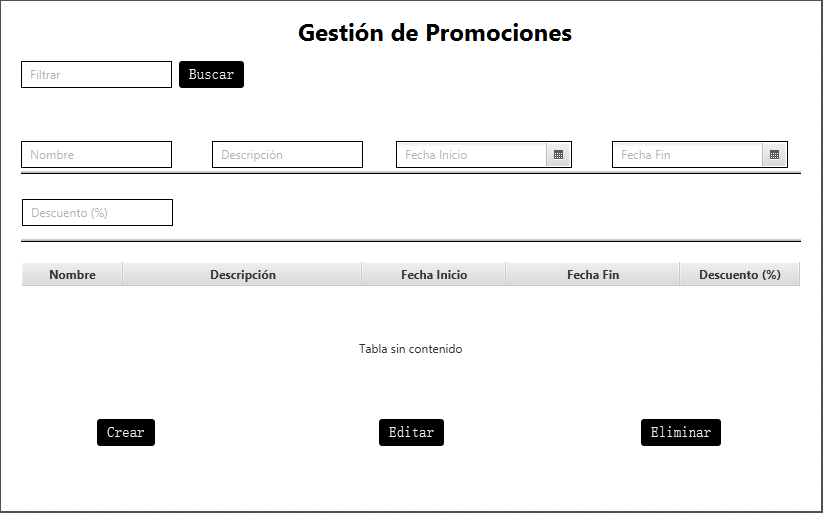 Gestión de Promociones
Filtrar Buscar
Nombre Descripción Fecha Inicio Fecha Fin
Descuento (%)
Nombre Descripción Fecha Inicio Fecha Fin Descuento (%)
Tabla sin contenido
Crear Editar Eliminar